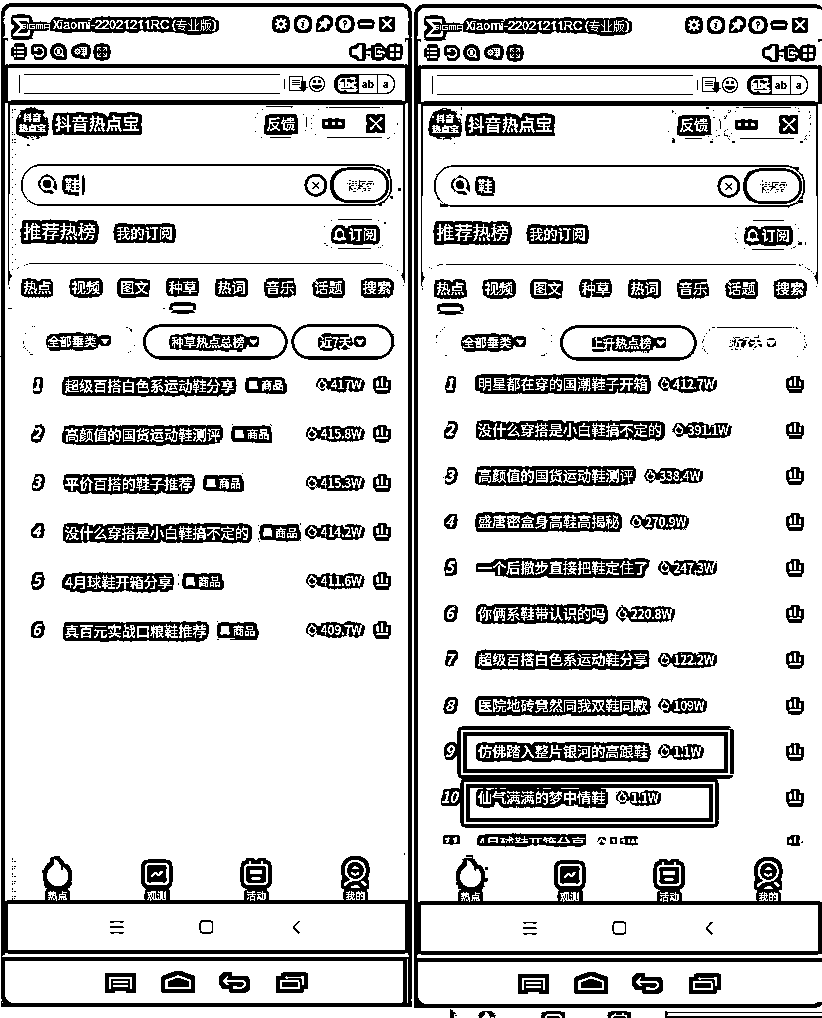 Xiaomi-22021211RC (专业版)
ab a
抖音热点宝 抖音热点宝 反馈
鞋 搜索
推荐热榜 我的订阅 订阅
热点 视频 图文 种草 热词 音乐 话题 搜索
全部垂类 种草热点总榜 近7天
1 超级百搭白色系运动鞋分享 商品 417W
2 高颜值的国货运动鞋测评 商品 415.8W
3 平价百搭的鞋子推荐 商品 415.3W
4 没什么穿搭是小白鞋搞不定的 商品 414.2W
5 4月球鞋开箱分享 商品 411.6W
6 真百元实战口粮鞋推荐 商品 409.7W
热点 观测 活动 我的
Xiaomi-22021211RC (专业版)
ab a
抖音热点宝 抖音热点宝 反馈
鞋 搜索
推荐热榜 我的订阅 订阅
热点 视频 图文 种草 热词 音乐 话题 搜索
全部垂类 上升热点榜 近7天
1 明星都在穿的国潮鞋子开箱 412.7W
2 没什么穿搭是小白鞋搞不定的 391.1W
3 高颜值的国货运动鞋测评 338.4W
4 盛唐密盒身高鞋高揭秘 270.9W
5 一个后撤步直接把鞋定住了 247.3W
6 你俩系鞋带认识的吗 220.8W
7 超级百搭白色系运动鞋分享 172.2W
8 医院地砖竟然同我双鞋同款 109W
9 仿佛踏入整片银河的高跟鞋 1.1W
10 仙气满满的梦中情鞋 1.1W
热点 观测 活动 我的